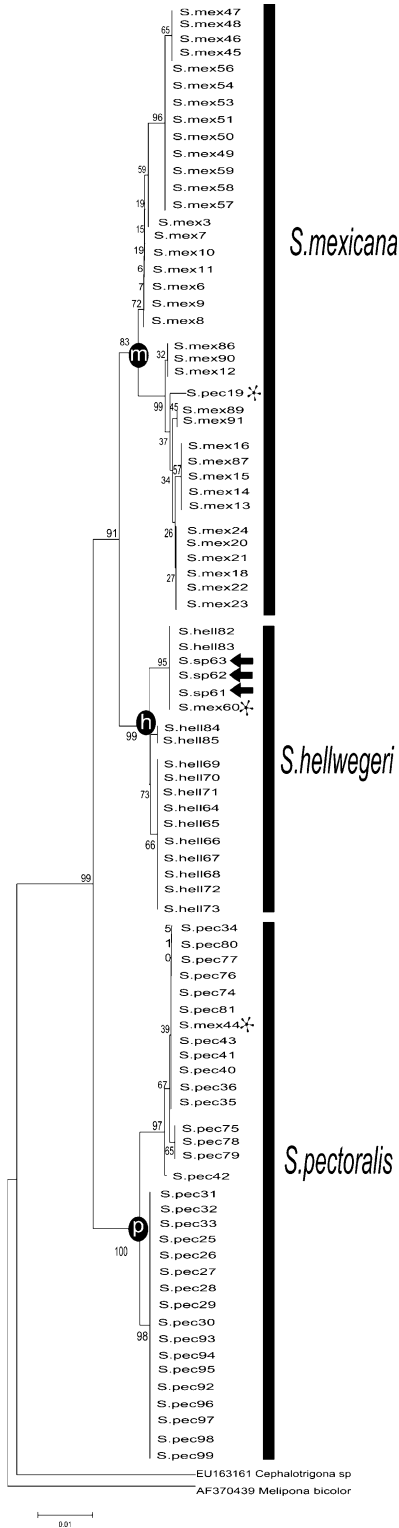 S.mex47
S.mex48
65
S.mex46
S.mex45
S.mex56
S.mex54
S.mex53
96
S.mex51
S.mex50
S.mex49
59
S.mex59
S.mex58
19
S.mex57
S.mex3
15
S.mex7
S.mexicana
19
S.mex10
6
S.mex11
7
S.mex6
72
S.mex9
S.mex8
83
m
32
S.mex86
S.mex90
S.mex12
S.pec19
99
45
S.mex89
S.mex91
37
S.mex16
S.mex87
57
S.mex15
34
S.mex14
S.mex13
26
S.mex24
91
S.mex20
S.mex21
27
S.mex18
S.mex22
S.mex23
S.hell82
S.hell83
95
S.sp63
S.sp62
S.sp61
S.mex60
h
99
S.hell84
S.hell85
S.hellwegeri
S.hell69
S.hell70
73
S.hell71
S.hell64
S.hell65
66
S.hell66
S.hell67
S.hell68
99
S.hell72
S.hell73
5
S.pec34
1
S.pec80
0
S.pec77
S.pec76
S.pec74
S.pec81
39
S.mex44
S.pec43
S.pec41
S.pec40
67
S.pec36
S.pec35
97
S.pec75
S.pec78
65
S.pec79
S.pectoralis
S.pec42
S.pec31
S.pec32
p
S.pec33
S.pec25
100
S.pec26
S.pec27
S.pec28
S.pec29
S.pec30
98
S.pec93
S.pec94
S.pec95
S.pec92
S.pec96
S.pec97
S.pec98
S.pec99
EU163161 Cephalotrigona sp
AF370439 Melipona bicolor
0.01